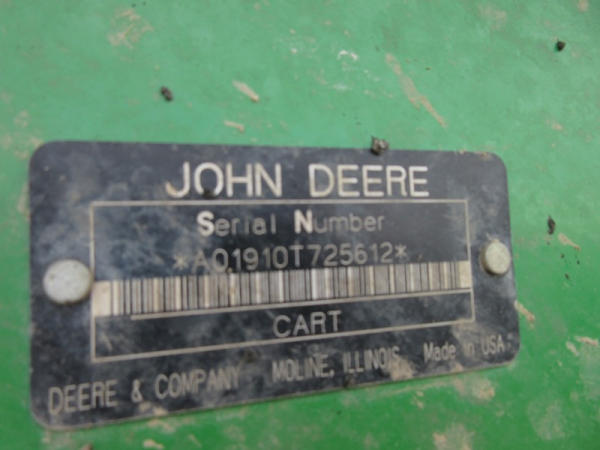 JOHN DEERE
Serial Number
*A01910T725612*
CART
DEERE & COMPANY MOLINE, ILLINOIS Made in USA